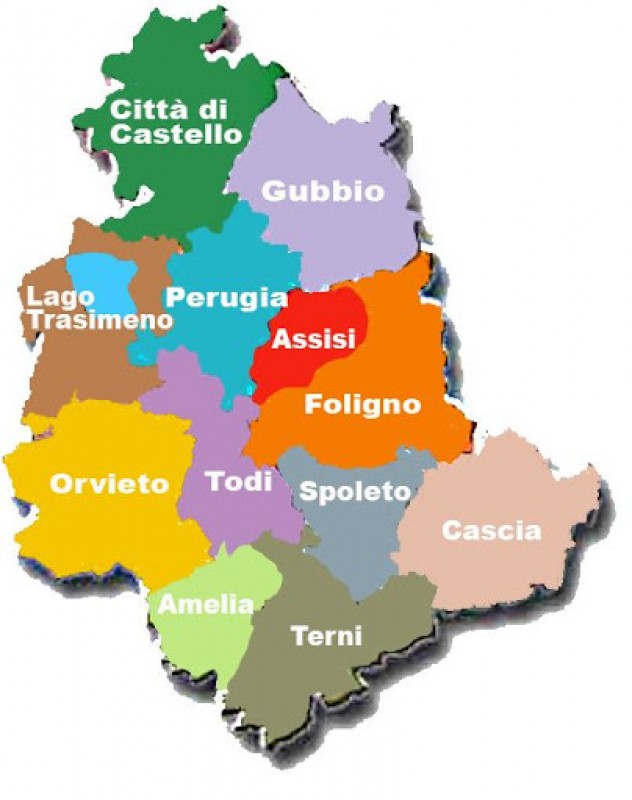 Città di
Castello
Gubbio
Lago
Trasimeno
Perugia
Assisi
Foligno
Orvieto
Todi
Spoleto
Cascia
Amelia
Terni